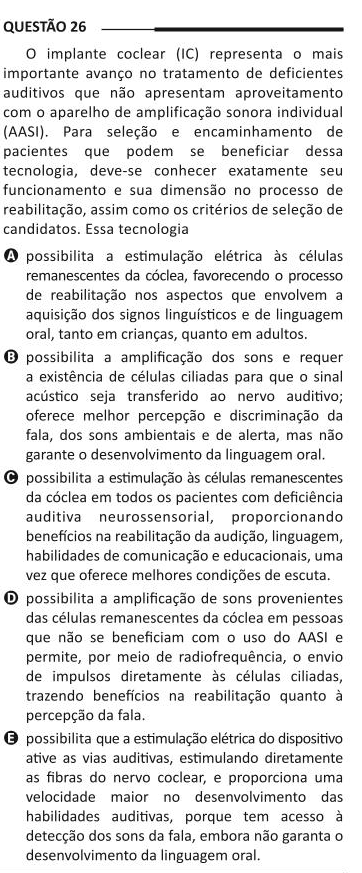 QUESTÃO 26
O implante coclear (IC) representa o mais
importante avanço no tratamento de deficientes
auditivos que não apresentam aproveitamento
com o aparelho de amplificação sonora individual
(AASI). Para seleção e encaminhamento de
pacientes que podem se beneficiar dessa
tecnologia, deve-se conhecer exatamente seu
funcionamento e sua dimensão no processo de
reabilitação, assim como os critérios de seleção de
candidatos. Essa tecnologia
A possibilita a estimulação elétrica às células
remanescentes da cóclea, favorecendo o processo
de reabilitação nos aspectos que envolvem a
aquisição dos signos linguísticos e de linguagem
oral, tanto em crianças, quanto em adultos.
B possibilita a amplificação dos sons e requer
a existência de células ciliadas para que o sinal
acústico seja transferido ao nervo auditivo;
oferece melhor percepção e discriminação da
fala, dos sons ambientais e de alerta, mas não
garante o desenvolvimento da linguagem oral.
C possibilita a estimulação às células remanescentes
da cóclea em todos os pacientes com deficiência
auditiva neurossensorial, proporcionando
benefícios na reabilitação da audição, linguagem,
habilidades de comunicação e educacionais, uma
vez que oferece melhores condições de escuta.
D possibilita a amplificação de sons provenientes
das células remanescentes da cóclea em pessoas
que não se beneficiam com o uso do AASI e
permite, por meio de radiofrequência, o envio
de impulsos diretamente às células ciliadas,
trazendo benefícios na reabilitação quanto à
percepção da fala.
E possibilita que a estimulação elétrica do dispositivo
ative as vias auditivas, estimulando diretamente
as fibras do nervo coclear, e proporciona uma
velocidade maior no desenvolvimento das
habilidades auditivas, porque tem acesso à
detecção dos sons da fala, embora não garanta o
desenvolvimento da linguagem oral.